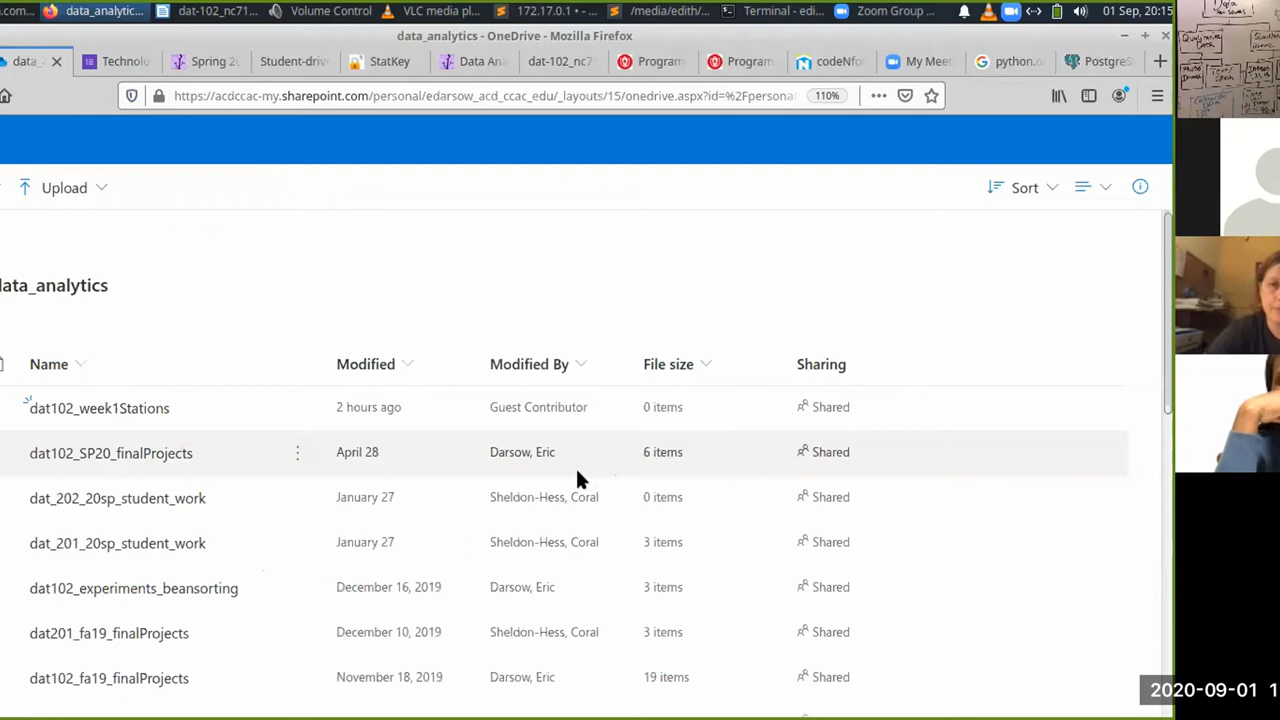 .com...
data_analytics...
dat-102_nc71...
Volume Control
VLC media pl...
172.17.0.1 • -...
/media/edith/...
Terminal - edi...
Zoom Group ...
01 Sep, 20:15
data_analytics - OneDrive - Mozilla Firefox
data_
Technolo
Spring 2
Student-driv
StatKey
Data Ana
dat-102_nc7
Program
Program
codeNfo
My Mee
python.o
PostgreS
https://acdccac-my.sharepoint.com/personal/edarsow_acd_ccac_edu/_layouts/15/onedrive.aspx?id=%2Fpersona
110%
Upload
Sort
data_analytics
Name
Modified
Modified By
File size
Sharing
dat102_week1Stations
2 hours ago
Guest Contributor
0 items
Shared
dat102_SP20_finalProjects
April 28
Darsow, Eric
6 items
Shared
dat_202_20sp_student_work
January 27
Sheldon-Hess, Coral
0 items
Shared
dat_201_20sp_student_work
January 27
Sheldon-Hess, Coral
3 items
Shared
dat102_experiments_beansorting
December 16, 2019
Darsow, Eric
3 items
Shared
dat201_fa19_finalProjects
December 10, 2019
Sheldon-Hess, Coral
3 items
Shared
dat102_fa19_finalProjects
November 18, 2019
Darsow, Eric
19 items
Shared
Data
Qualitative
Data
2020-09-01 1